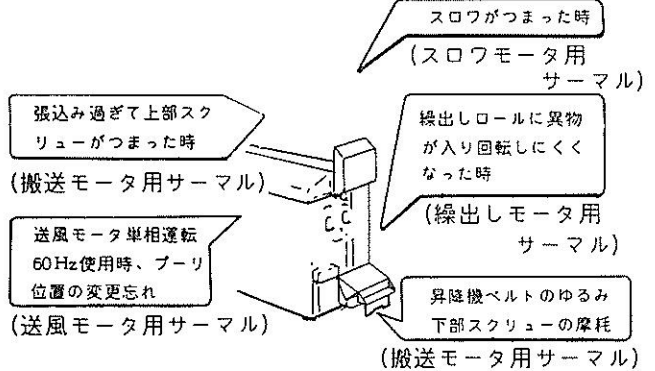 スロワがつまった時
(スロワモータ用
サーマル)
張込み過ぎて上部スク
リューがつまった時
(搬送モータ用サーマル)
繰出しロールに異物
が入り回転しにくく
なった時
(繰出しモータ用
サーマル)
送風モータ単相運転
60Hz使用時、プーリ
位置の変更忘れ
(送風モータ用サーマル)
昇降機ベルトのゆるみ
下部スクリューの摩耗
(搬送モータ用サーマル)